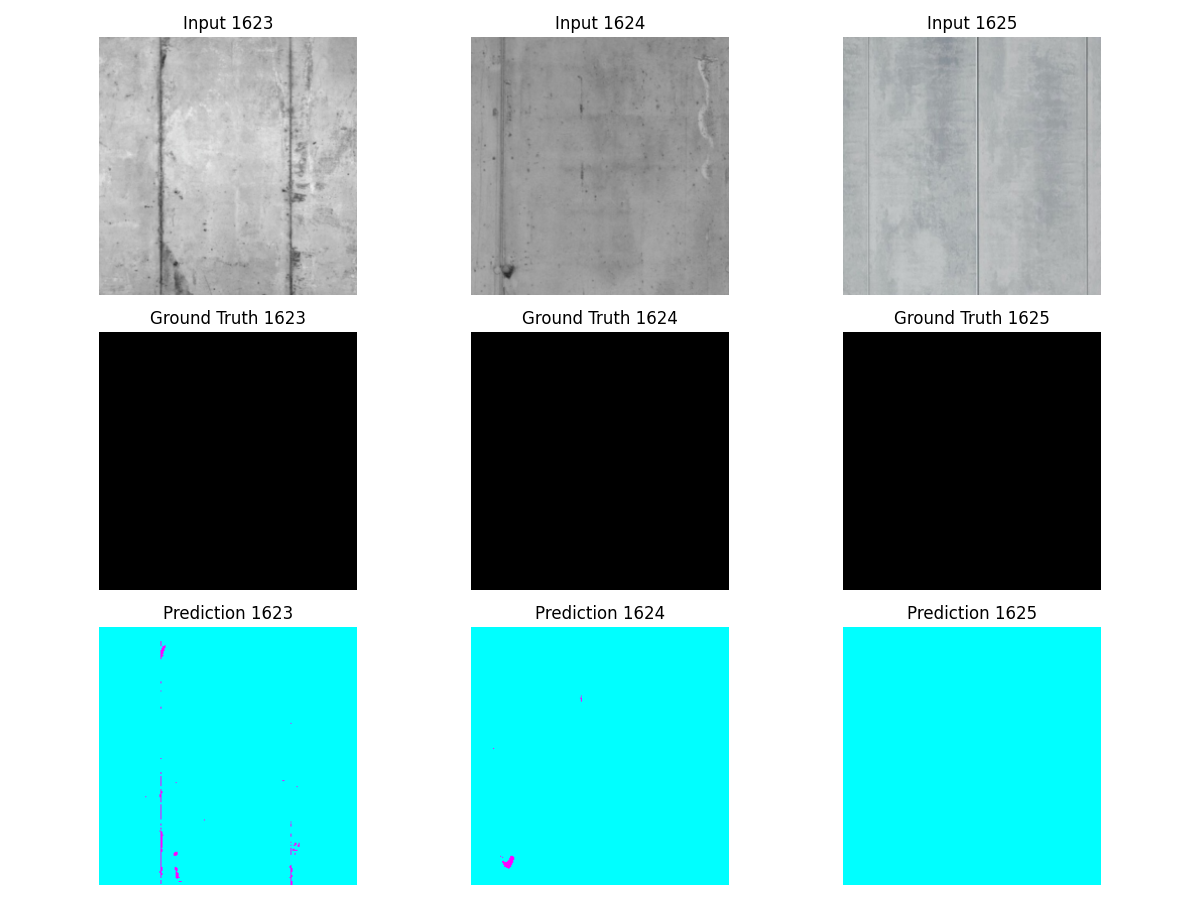 Input 1623
Input 1624
Input 1625
Ground Truth 1623
Ground Truth 1624
Ground Truth 1625
Prediction 1623
Prediction 1624
Prediction 1625